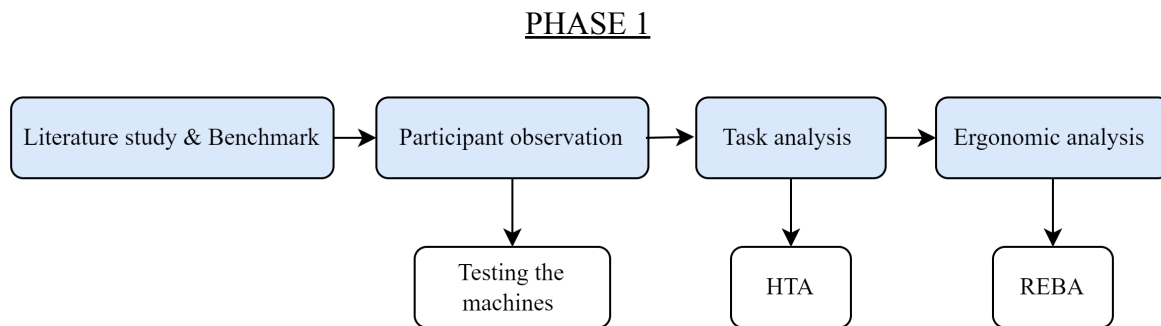 PHASE 1
Literature study & Benchmark
Participant observation
Task analysis
Ergonomic analysis
Testing the
machines
HTA
REBA